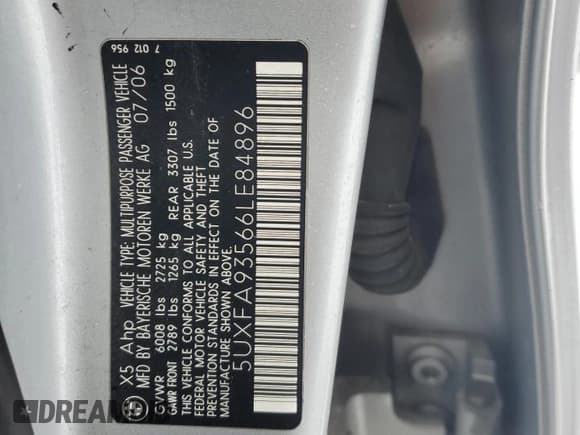 7 012 956
X5 Ahp VEHICLE TYPE: MULTIPURPOSE PASSENGER VEHICLE
MFD BY BAYERISCHE MOTOREN WERKE AG 07/06
GVWR 6008 lbs 2725 kg
GAWR FRONT 2789 lbs 1265 kg REAR 3307 lbs 1500 kg
THIS VEHICLE CONFORMS TO ALL APPLICABLE U.S.
FEDERAL MOTOR VEHICLE SAFETY AND THEFT
PREVENTION STANDARDS IN EFFECT ON THE DATE OF
MANUFACTURE SHOWN ABOVE
5UXFA93566LE84896
DREAM